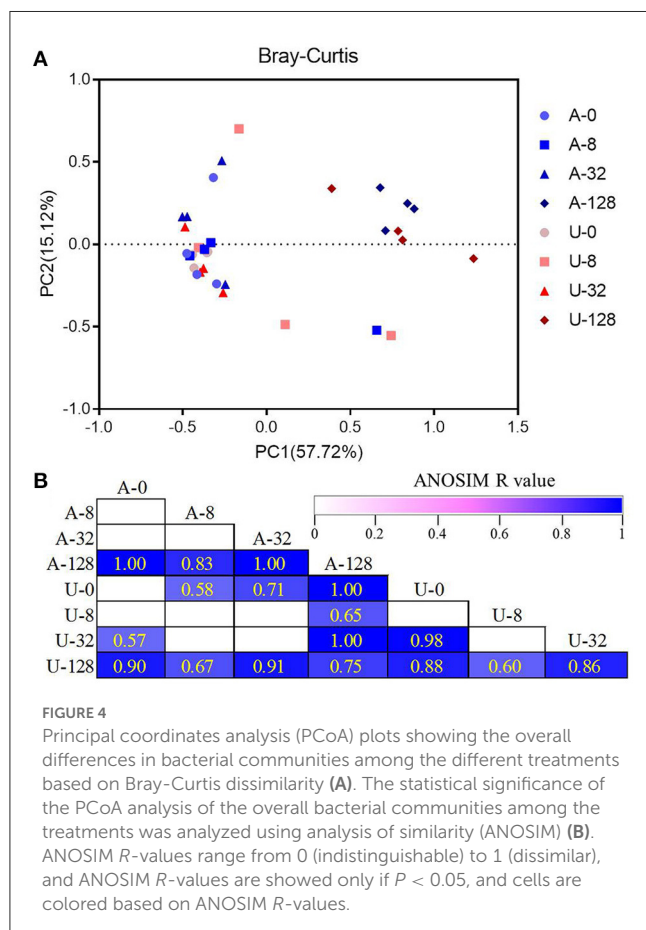 A
Bray-Curtis
1.0
0.5
0.0
-0.5
-1.0
PC2(15.12%)
-1.0 -0.5 0.0 0.5 1.0 1.5
PC1(57.72%)
A-0
A-8
A-32
A-128
U-0
U-8
U-32
U-128
B
ANOSIM R value
0 0.2 0.4 0.6 0.8 1
A-0
A-8 A-8
A-32 A-32
A-128 1.00 0.83 1.00 A-128
U-0 0.58 0.71 1.00 U-0
U-8 0.65 U-8
U-32 0.57 1.00 0.98 U-32
U-128 0.90 0.67 0.91 0.75 0.88 0.60 0.86
FIGURE 4
Principal coordinates analysis (PCoA) plots showing the overall
differences in bacterial communities among the different treatments
based on Bray-Curtis dissimilarity (A). The statistical significance of
the PCoA analysis of the overall bacterial communities among the
treatments was analyzed using analysis of similarity (ANOSIM) (B).
ANOSIM R-values range from 0 (indistinguishable) to 1 (dissimilar),
and ANOSIM R-values are showed only if P < 0.05, and cells are
colored based on ANOSIM R-values.